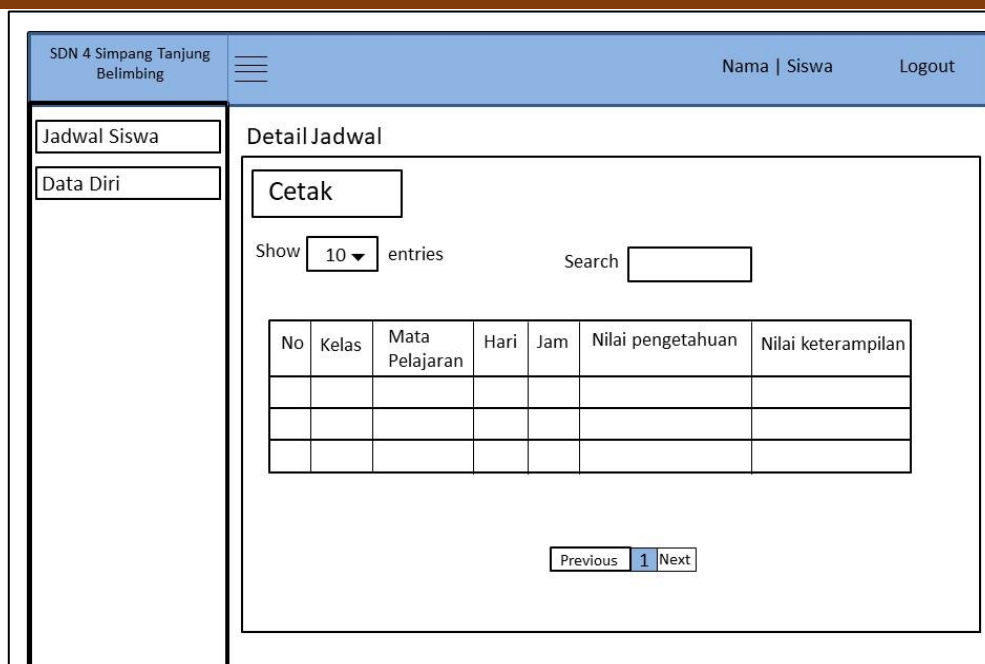 SDN 4 Simpang Tanjung
Belimbing
Nama | Siswa
Logout
Jadwal Siswa
Data Diri
Detail Jadwal
Cetak
Show 10 entries
Search
No Kelas Mata Pelajaran Hari Jam Nilai pengetahuan Nilai keterampilan
Previous 1 Next